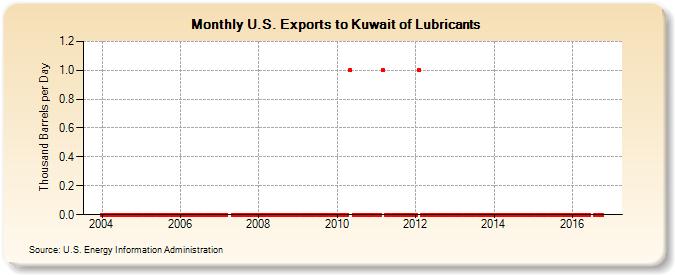 Monthly U.S. Exports to Kuwait of Lubricants
Thousand Barrels per Day
1.2
1.0
0.8
0.6
0.4
0.2
0.0
2004 2006 2008 2010 2012 2014 2016
Source: U.S. Energy Information Administration